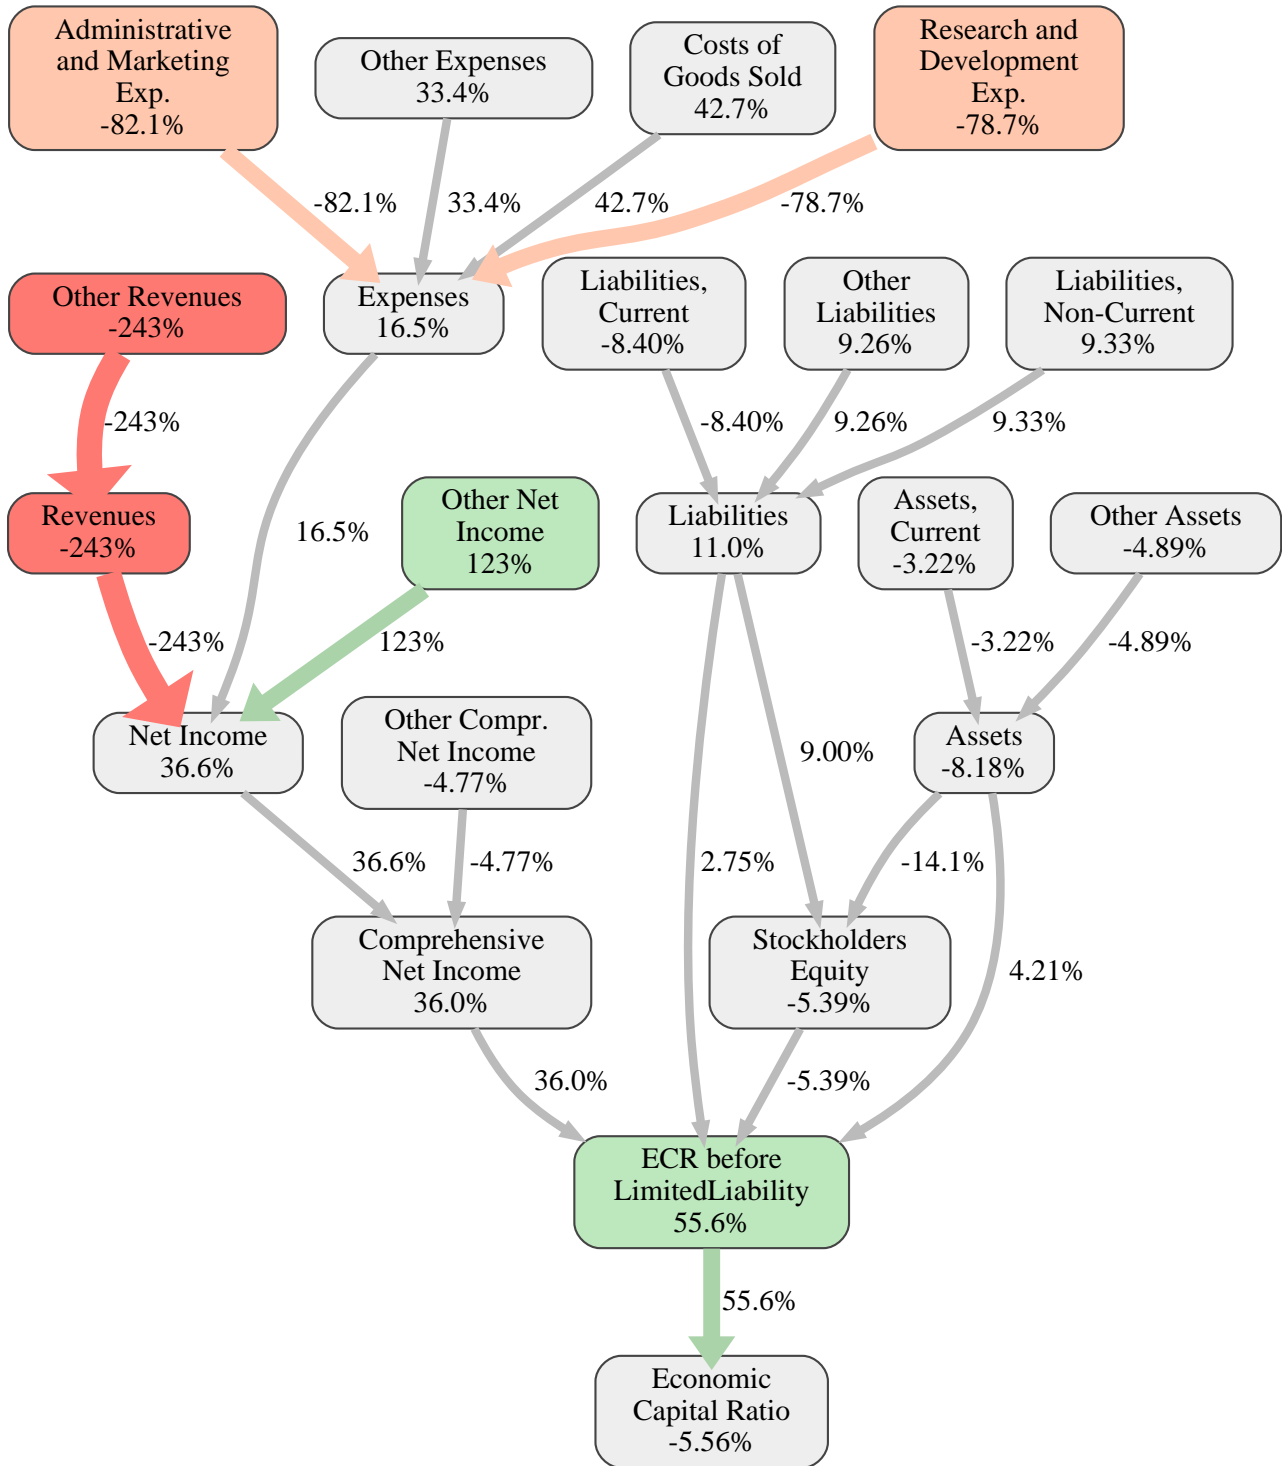 Administrative
and Marketing
Exp.
-82.1%
Other Expenses
33.4%
Costs of
Goods Sold
42.7%
Research and
Development
Exp.
-78.7%
-82.1%
33.4%
42.7%
-78.7%
Other Revenues
-243%
Expenses
16.5%
Liabilities,
Current
-8.40%
Other
Liabilities
9.26%
Liabilities,
Non-Current
9.33%
-243%
-8.40%
9.26%
9.33%
Revenues
-243%
16.5%
Other Net
Income
123%
Liabilities
11.0%
Assets,
Current
-3.22%
Other Assets
-4.89%
-243%
123%
-3.22%
-4.89%
Net Income
36.6%
Other Compr.
Net Income
-4.77%
9.00%
Assets
-8.18%
36.6%
-4.77%
2.75%
-14.1%
Comprehensive
Net Income
36.0%
Stockholders
Equity
-5.39%
4.21%
36.0%
-5.39%
ECR before
LimitedLiability
55.6%
55.6%
Economic
Capital Ratio
-5.56%